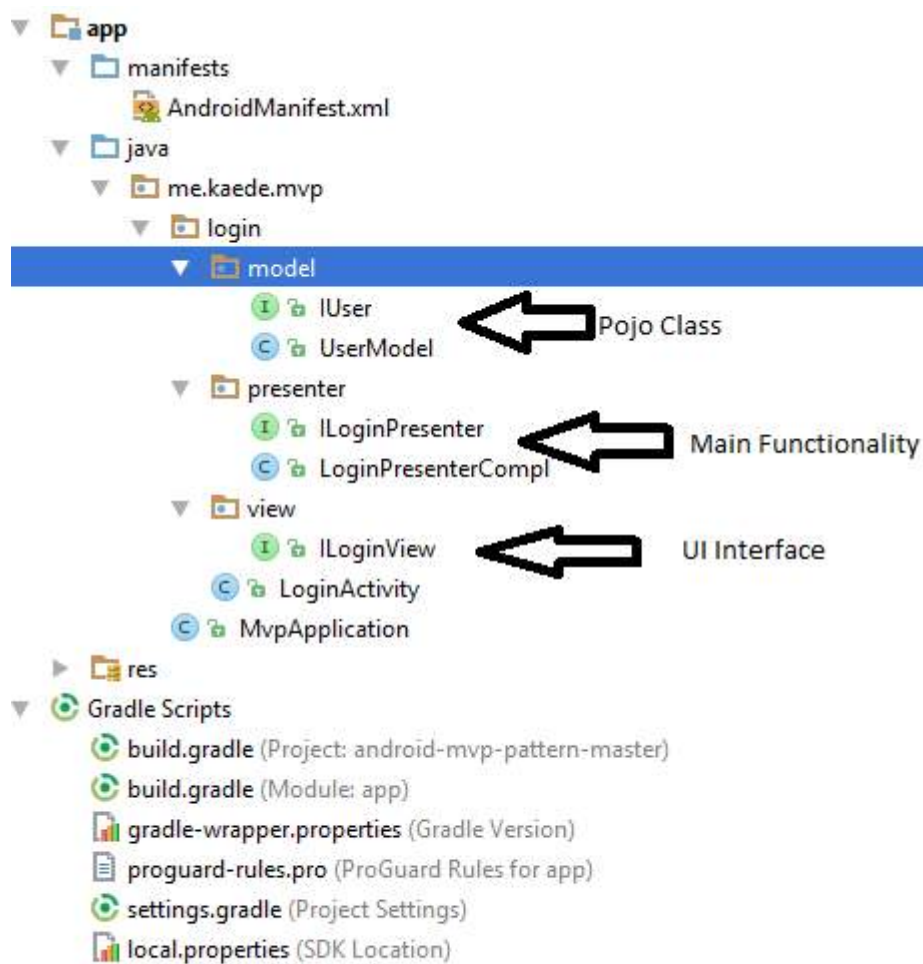 app
manifests
AndroidManifest.xml
java
me.kaede.mvp
login
model
I IUser
Pojo Class
C UserModel
presenter
I ILoginPresenter
Main Functionality
C LoginPresenterCompl
view
I ILoginView
UI Interface
C LoginActivity
C MvpApplication
res
Gradle Scripts
build.gradle (Project: android-mvp-pattern-master)
build.gradle (Module: app)
gradle-wrapper.properties (Gradle Version)
proguard-rules.pro (ProGuard Rules for app)
settings.gradle (Project Settings)
local.properties (SDK Location)